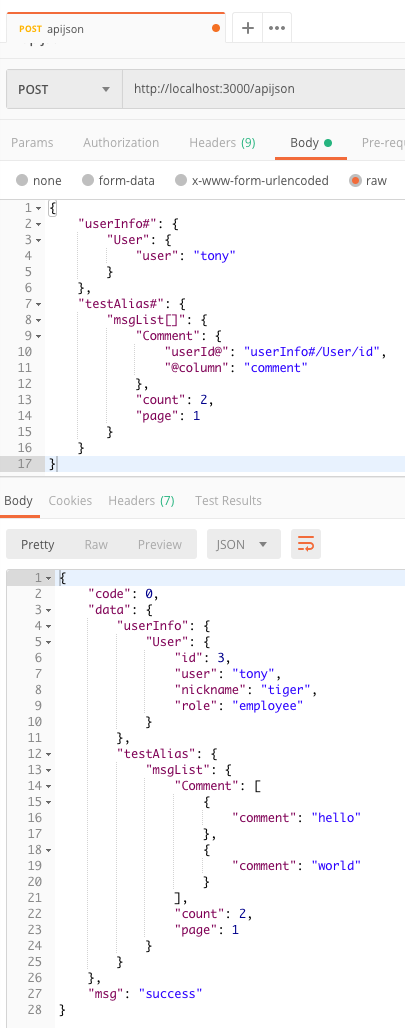 POST apijson
POST http://localhost:3000/apijson
Params Authorization Headers (9) Body Pre-requ
none form-data x-www-form-urlencoded raw
1 {
2 "userInfo#": {
3 "User": {
4 "user": "tony"
5 }
6 },
7 "testAlias#": {
8 "msgList[]": {
9 "Comment": {
10 "userId@": "userInfo#/User/id",
11 "@column": "comment"
12 },
13 "count": 2,
14 "page": 1
15 }
16 }
17 }
Body Cookies Headers (7) Test Results
Pretty Raw Preview JSON
1 {
2 "code": 0,
3 "data": {
4 "userInfo": {
5 "User": {
6 "id": 3,
7 "user": "tony",
8 "nickname": "tiger",
9 "role": "employee"
10 }
11 },
12 "testAlias": {
13 "msgList": {
14 "Comment": [
15 {
16 "comment": "hello"
17 },
18 {
19 "comment": "world"
20 }
21 ],
22 "count": 2,
23 "page": 1
24 }
25 }
26 },
27 "msg": "success"
28 }